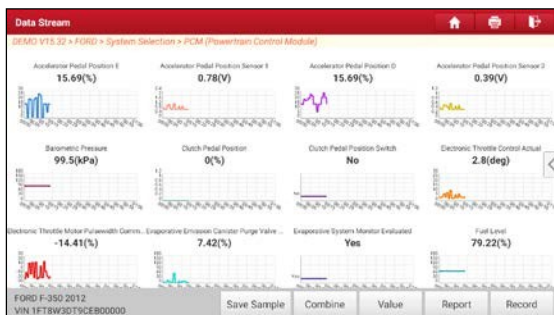 Data Stream
DEMO V15.32 > FORD > System Selection > PCM (Powertrain Control Module)
Accelerator Pedal Position E
15.69(%)
Accelerator Pedal Position Sensor 1
0.78(V)
Accelerator Pedal Position D
15.69(%)
Accelerator Pedal Position Sensor 2
0.39(V)
Barometric Pressure
99.5(kPa)
Clutch Pedal Position
0(%)
Clutch Pedal Position Switch
No
Electronic Throttle Control Actual
2.8(deg)
Electronic Throttle Motor Pulsewidth Comm...
-14.41(%)
Evaporative Emission Canister Purge Valve ...
7.42(%)
Evaporative System Monitor Evaluated
Yes
Fuel Level
79.22(%)
FORD F-350 2012
VIN 1FT8W3DT9CEB00000
Save Sample
Combine
Value
Report
Record